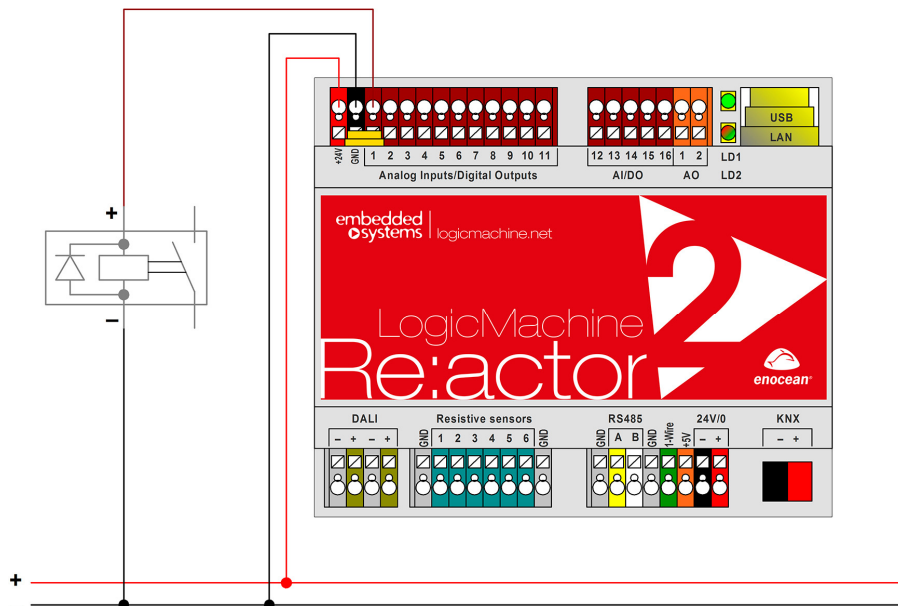 +24V GND 1 2 3 4 5 6 7 8 9 10 11 12 13 14 15 16 1 2 LD1
Analog Inputs/Digital Outputs AI/DO AO LD2
USB
LAN
+
−
embedded systems logicmachine.net
2
LogicMachine
Re:actor
enocean®
DALI Resistive sensors RS485 24V/0 KNX
− + − + GND 1 2 3 4 5 6 GND GND A B GND 1-Wire +5V − + − +
+